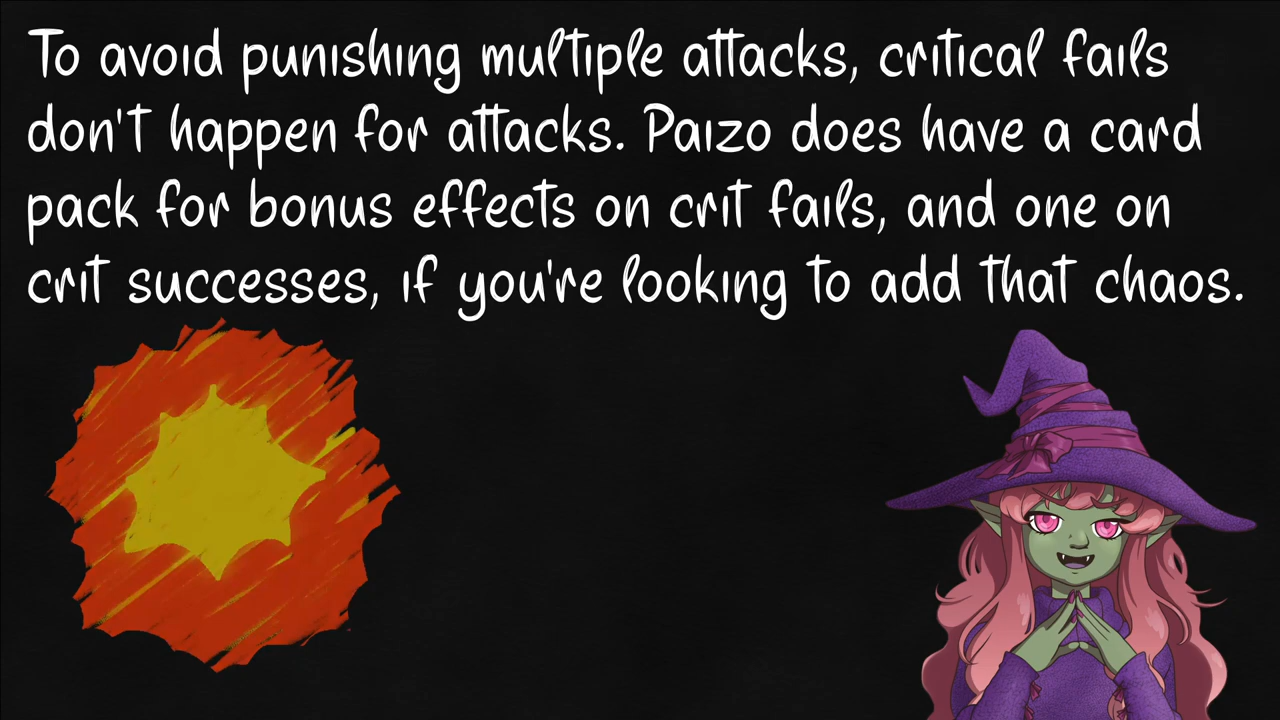 To avoid punishing multiple attacks, critical fails
don't happen for attacks. Paizo does have a card
pack for bonus effects on crit fails, and one on
crit successes, if you're looking to add that chaos.